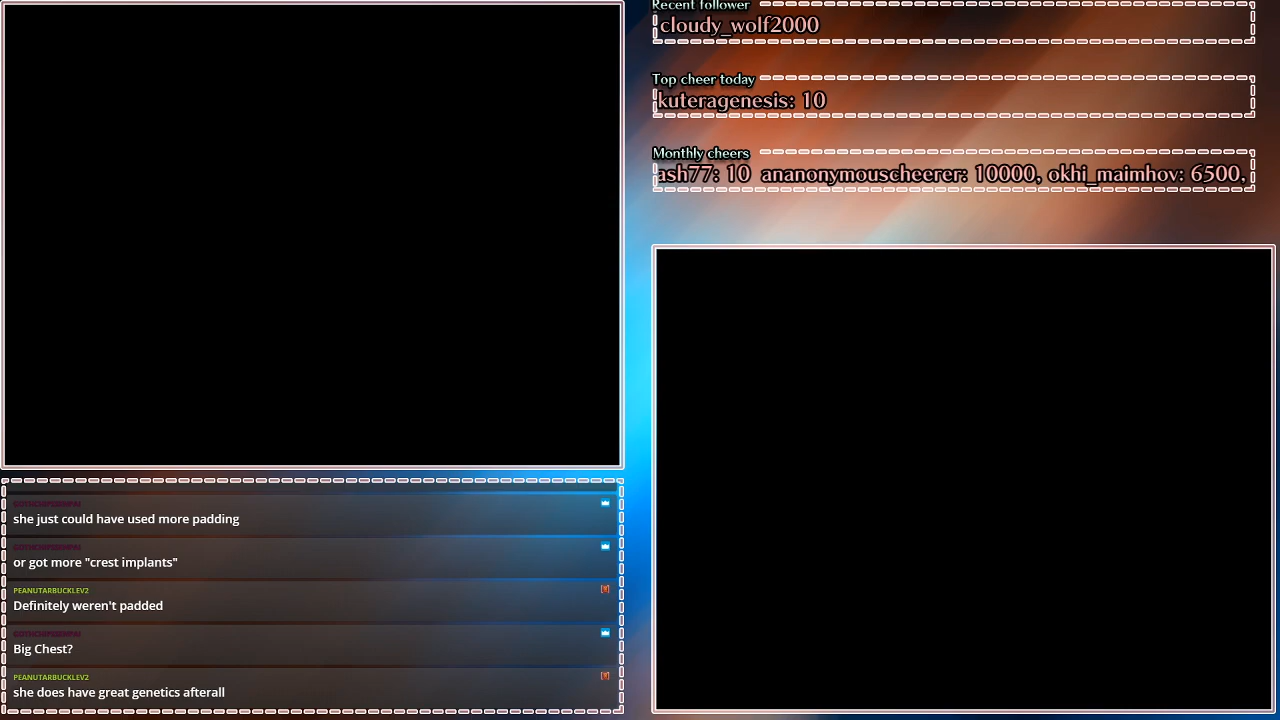 Recent follower
cloudy_wolf2000
Top cheer today
kuteragenesis: 10
Monthly cheers
ash77: 10 ananonymouscheerer: 10000, okhi_maimhov: 6500,
she just could have used more padding
or got more "crest implants"
PEANUTARBUCKLEV2
Definitely weren't padded
Big Chest?
PEANUTARBUCKLEV2
she does have great genetics afterall